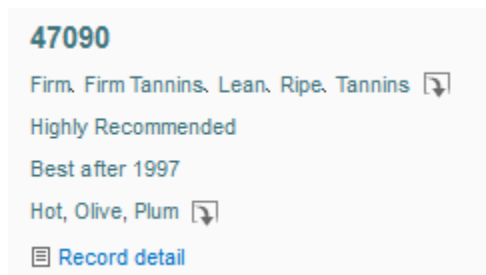 47090
Firm、Firm Tannins、Lean、Ripe、Tannins
Highly Recommended
Best after 1997
Hot, Olive, Plum
Record detail